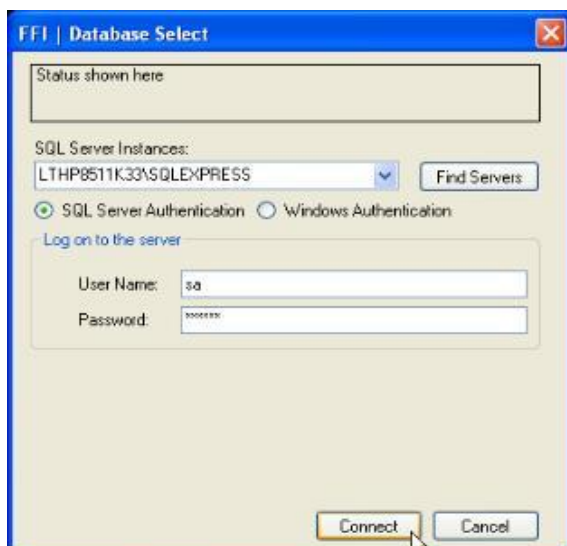 FFI | Database Select
Status shown here
SQL Server Instances:
LTHP8511K33\SQLEXPRESS
Find Servers
SQL Server Authentication Windows Authentication
Log on to the server
User Name: sa
Password: *******
Connect Cancel